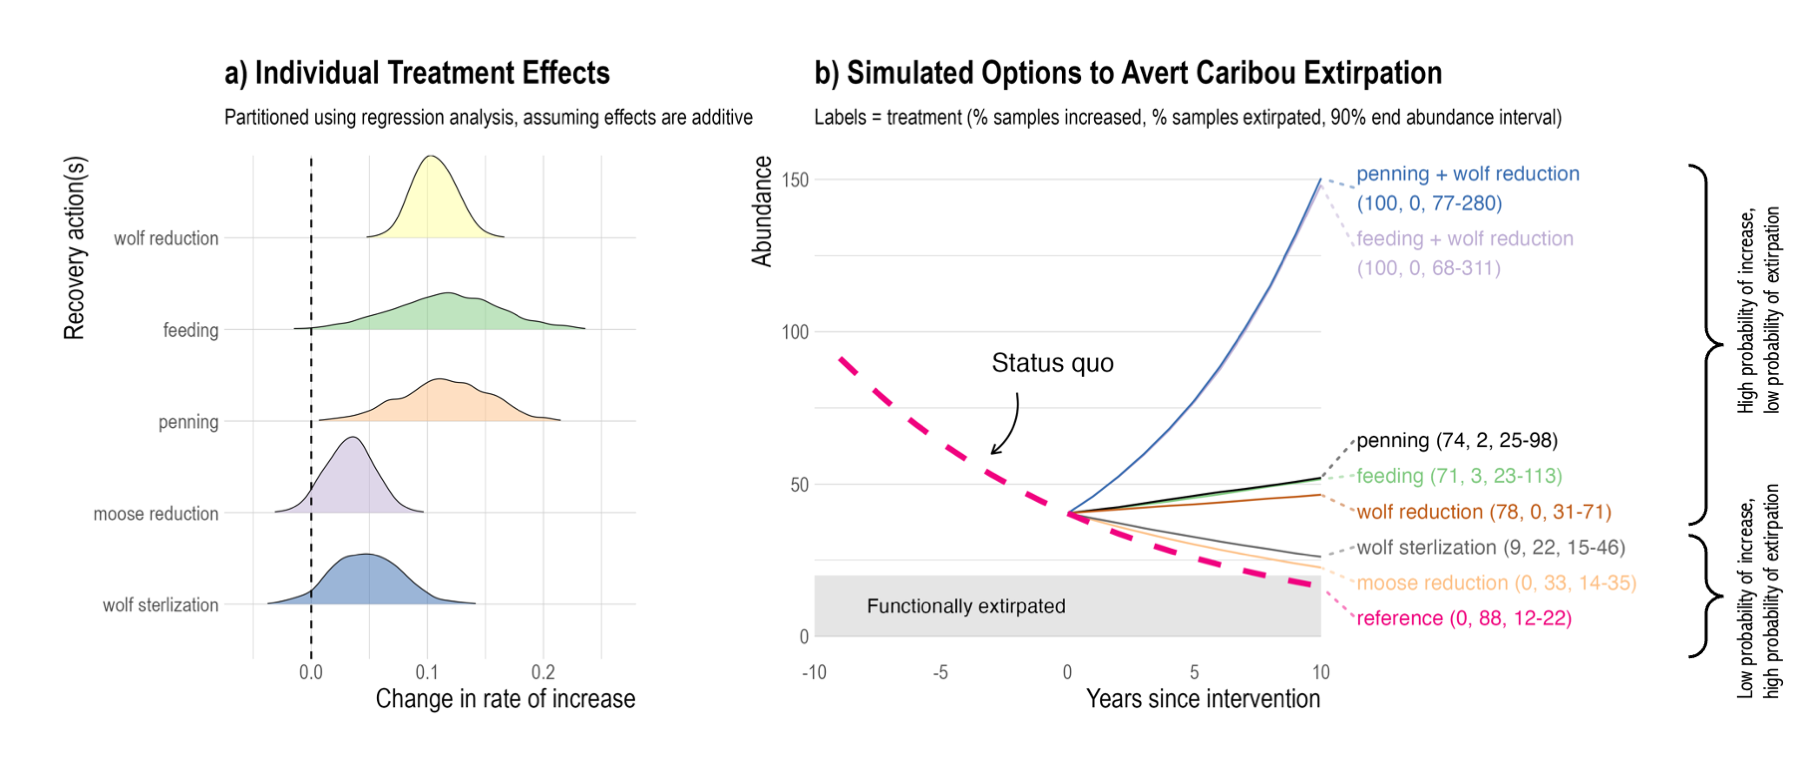 a) Individual Treatment Effects
Partitioned using regression analysis, assuming effects are additive
Recovery action(s)
wolf reduction
feeding
penning
moose reduction
wolf sterlization
0.0
0.1
0.2
Change in rate of increase
b) Simulated Options to Avert Caribou Extirpation
Labels = treatment (% samples increased, % samples extirpated, 90% end abundance interval)
Abundance
150
100
50
0
Status quo
Functionally extirpated
-10
-5
0
5
10
Years since intervention
penning + wolf reduction
(100, 0, 77-280)
feeding + wolf reduction
(100, 0, 68-311)
penning (74, 2, 25-98)
feeding (71, 3, 23-113)
wolf reduction (78, 0, 31-71)
wolf sterlization (9, 22, 15-46)
moose reduction (0, 33, 14-35)
reference (0, 88, 12-22)
High probability of increase,
low probability of extirpation
Low probability of increase,
high probability of extirpation